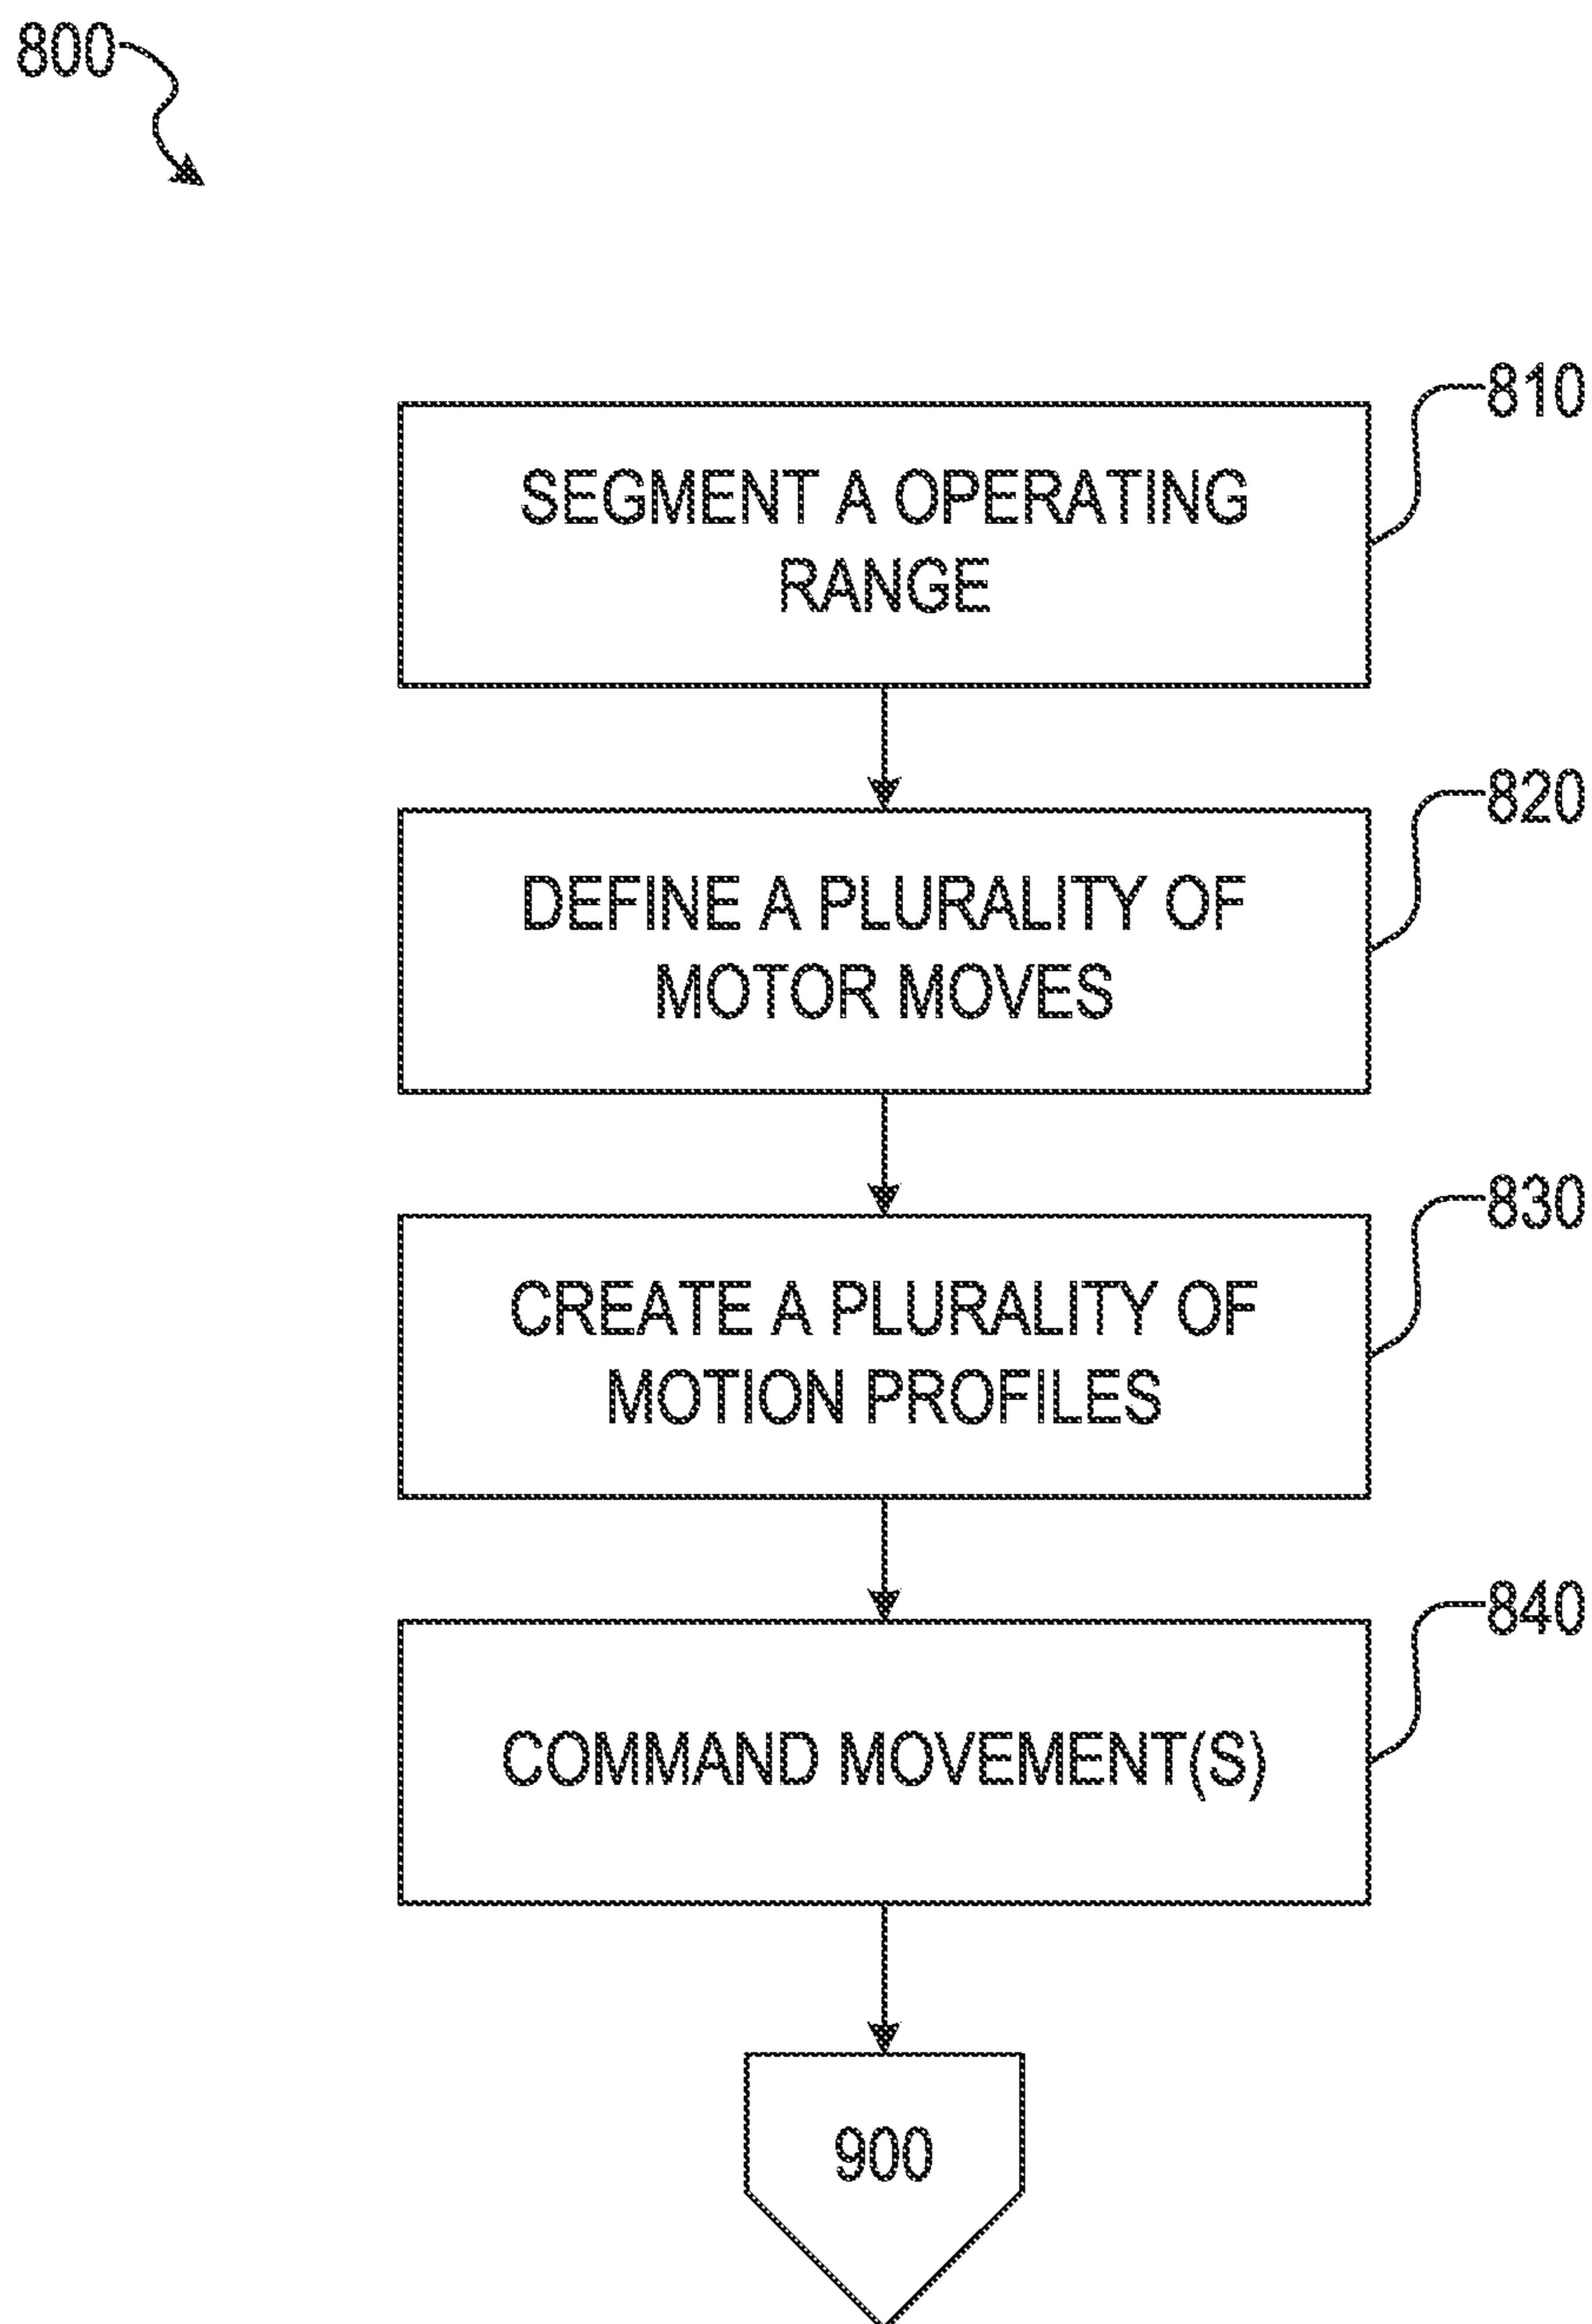 800
810
SEGMENT A OPERATING
RANGE
820
DEFINE A PLURALITY OF
MOTOR MOVES
830
CREATE A PLURALITY OF
MOTION PROFILES
840
COMMAND MOVEMENT(S)
900